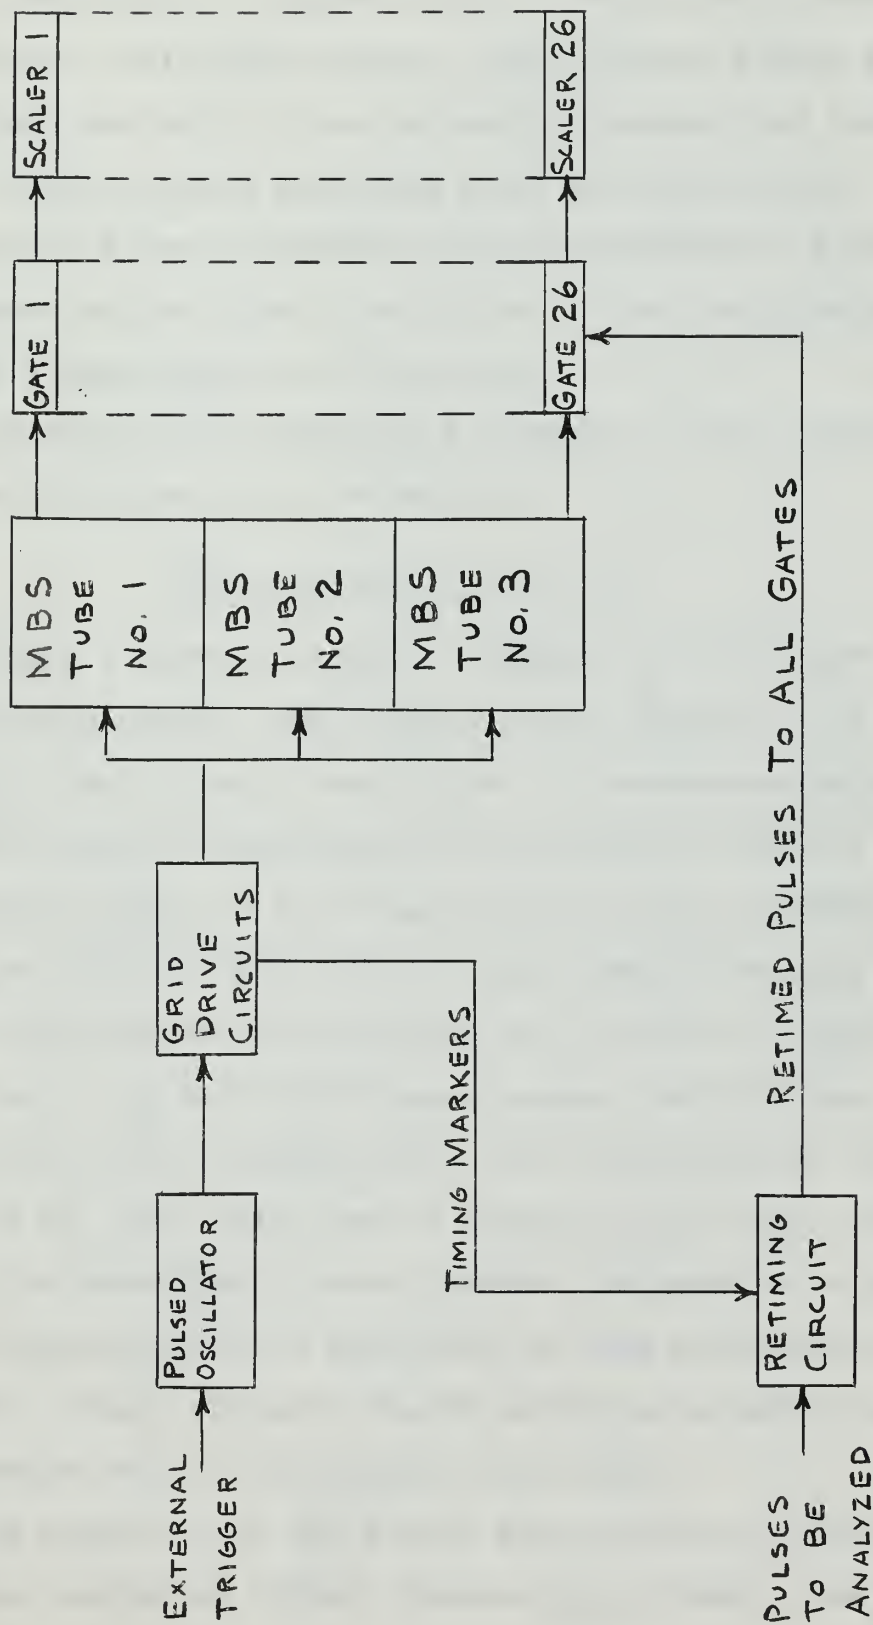 EXTERNAL
TRIGGER
PULSED
OSCILLATOR
GRID
DRIVE
CIRCUITS
MBS
TUBE
No. 1
MBS
TUBE
No. 2
MBS
TUBE
No. 3
GATE 1
GATE 26
SCALER 1
SCALER 26
TIMING MARKERS
PULSES
TO BE
ANALYZED
RETIMING
CIRCUIT
RETIMED PULSES TO ALL GATES